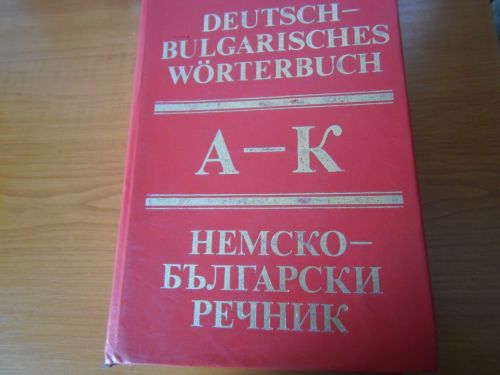 DEUTSCH–
BULGARISCHES
WÖRTERBUCH
A–K
НЕМСКО–
БЪЛГАРСКИ
РЕЧНИК